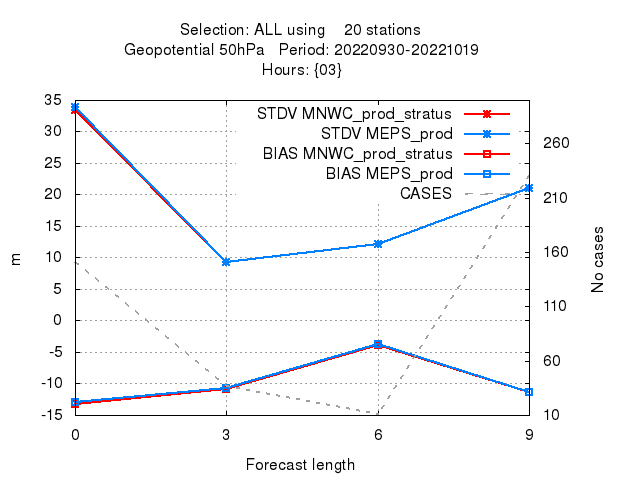 Selection: ALL using    20 stations
Geopotential 50hPa   Period: 20220930-20221019
Hours: {03}
STDV MNWC_prod_stratus
STDV MEPS_prod
BIAS MNWC_prod_stratus
BIAS MEPS_prod
CASES
35
30
25
20
15
10
5
0
-5
-10
-15
m
260
210
160
110
60
10
No cases
0 3 6 9
Forecast length